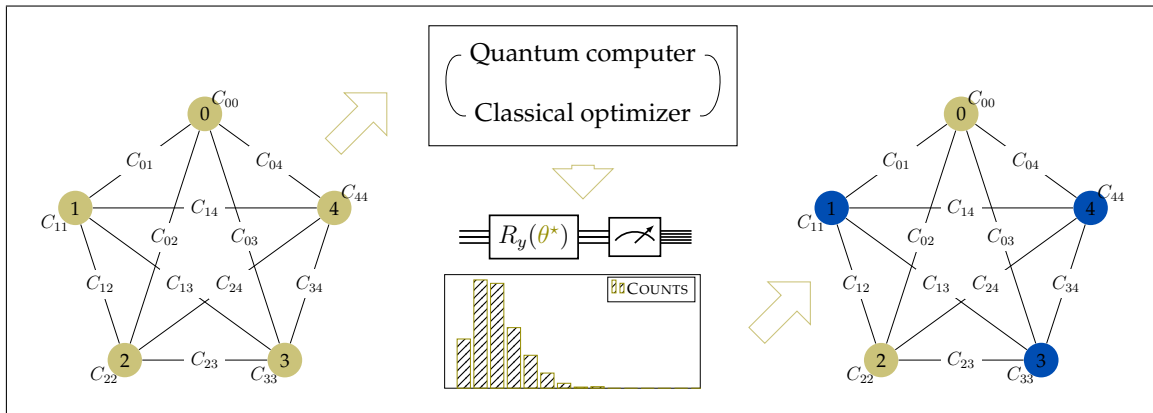 C₀₀
0
C₀₁
C₀₄
1
C₁₁
C₁₄
4
C₄₄
C₀₂
C₀₃
C₁₂
C₁₃
C₂₄
C₃₄
2
C₂₂
C₂₃
3
C₃₃
Quantum computer
Classical optimizer
R_y(θ⋆)
COUNTS
C₀₀
0
C₀₁
C₀₄
1
C₁₁
C₁₄
4
C₄₄
C₀₂
C₀₃
C₁₂
C₁₃
C₂₄
C₃₄
2
C₂₂
C₂₃
3
C₃₃